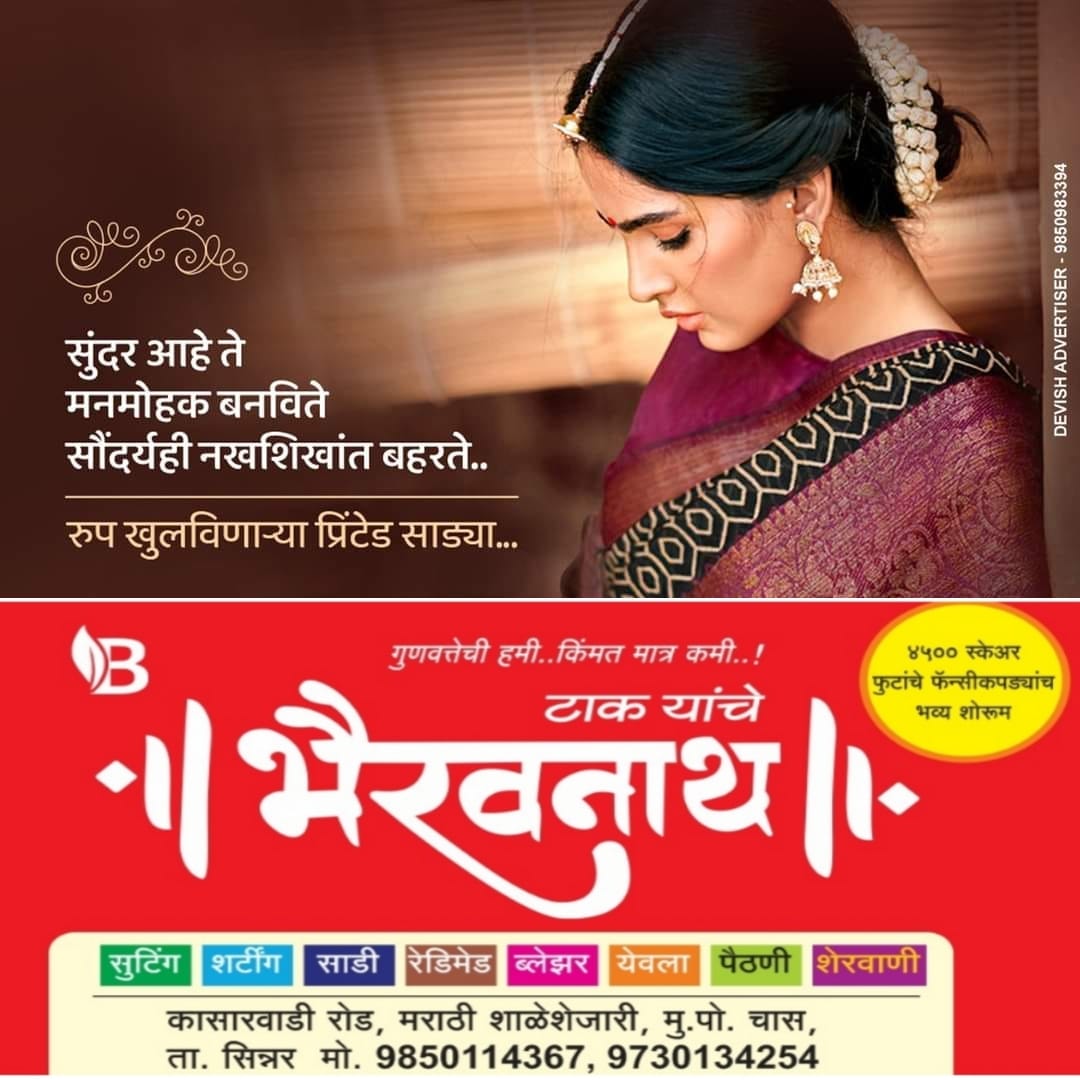 सुंदर आहे ते
मनमोहक बनविते
सौंदर्यही नखशिखांत बहरते..
रुप खुलविणाऱ्या प्रिंटेड साड्या...
DEVISH ADVERTISER - 9850983394
B
गुणवत्तेची हमी..किंमत मात्र कमी..!
४५०० स्केअर
फुटांचे फॅन्सीकपड्यांच
भव्य शोरूम
टाक यांचे
॥ भैरवनाथ ॥
सुटिंग शर्टींग साडी रेडिमेड ब्लेझर येवला पैठणी शेरवाणी
कासारवाडी रोड, मराठी शाळेशेजारी, मु.पो. चास,
ता. सिन्नर मो. 9850114367, 9730134254